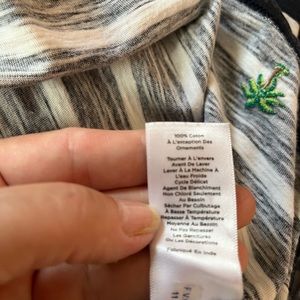 100% Coton
À L'exception Des
Ornements
Tourner À L'envers
Avant De Laver
Laver À La Machine À
L'eau Froide
Cycle Délicat
Agent De Blanchiment
Non Chloré Seulement
Au Besoin
Sécher Par Culbutage
À Basse Température
Repasser À Température
Moyenne Au Besoin
Ne Pas Repasser
Les Garnitures
Ou Les Décorations
Fabriqué En Inde